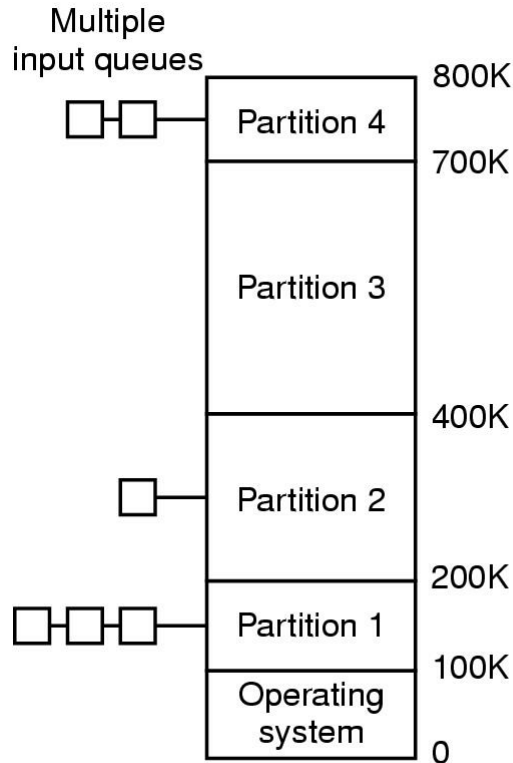 Multiple
input queues
800K
Partition 4
700K
Partition 3
400K
Partition 2
200K
Partition 1
100K
Operating
system
0